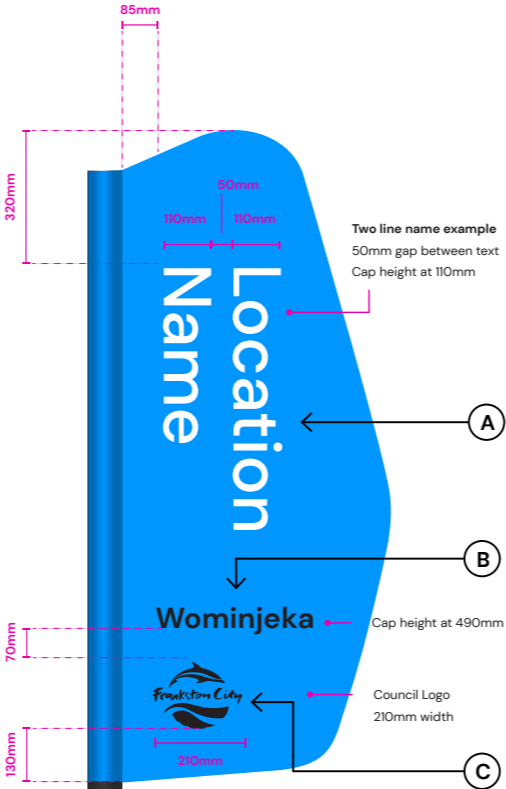 85mm
320mm
50mm
110mm
110mm
Two line name example
50mm gap between text
Cap height at 110mm
Location
Name
A
B
Wominjeka
Cap height at 490mm
70mm
Frankston City
Council Logo
210mm width
130mm
210mm
C